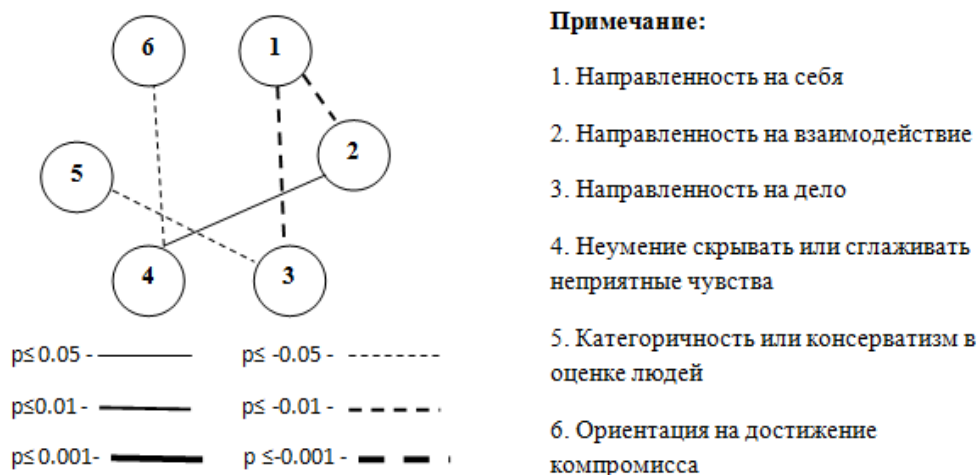 6
1
2
5
4
3
p≤ 0.05 -
p≤ -0.05 -
p≤0.01 -
p≤ -0.01 -
p≤ 0.001-
p ≤-0.001 -
Примечание:
1. Направленность на себя
2. Направленность на взаимодействие
3. Направленность на дело
4. Неумение скрывать или сглаживать
неприятные чувства
5. Категоричность или консерватизм в
оценке людей
6. Ориентация на достижение
компромисса